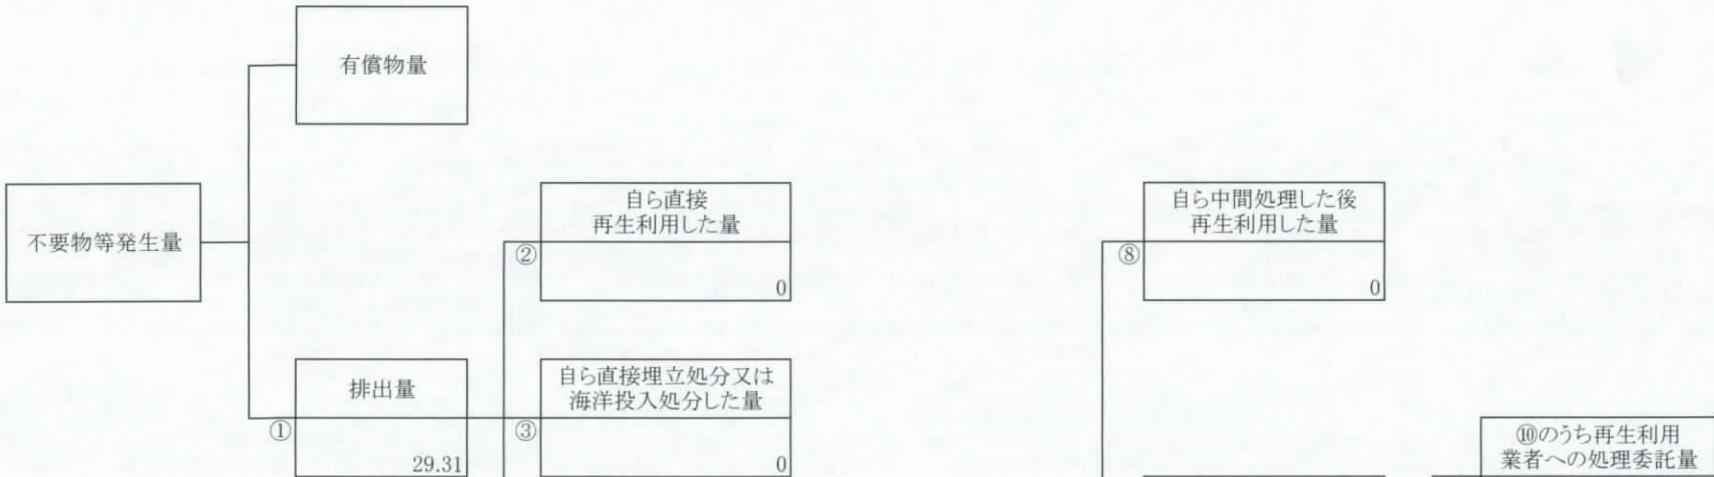 有償物量
不要物等発生量
自ら直接
再生利用した量
②
0
自ら中間処理した後
再生利用した量
⑧
0
排出量
①
29.31
自ら直接埋立処分又は
海洋投入処分した量
③
0
⑩のうち再生利用
業者への処理委託量